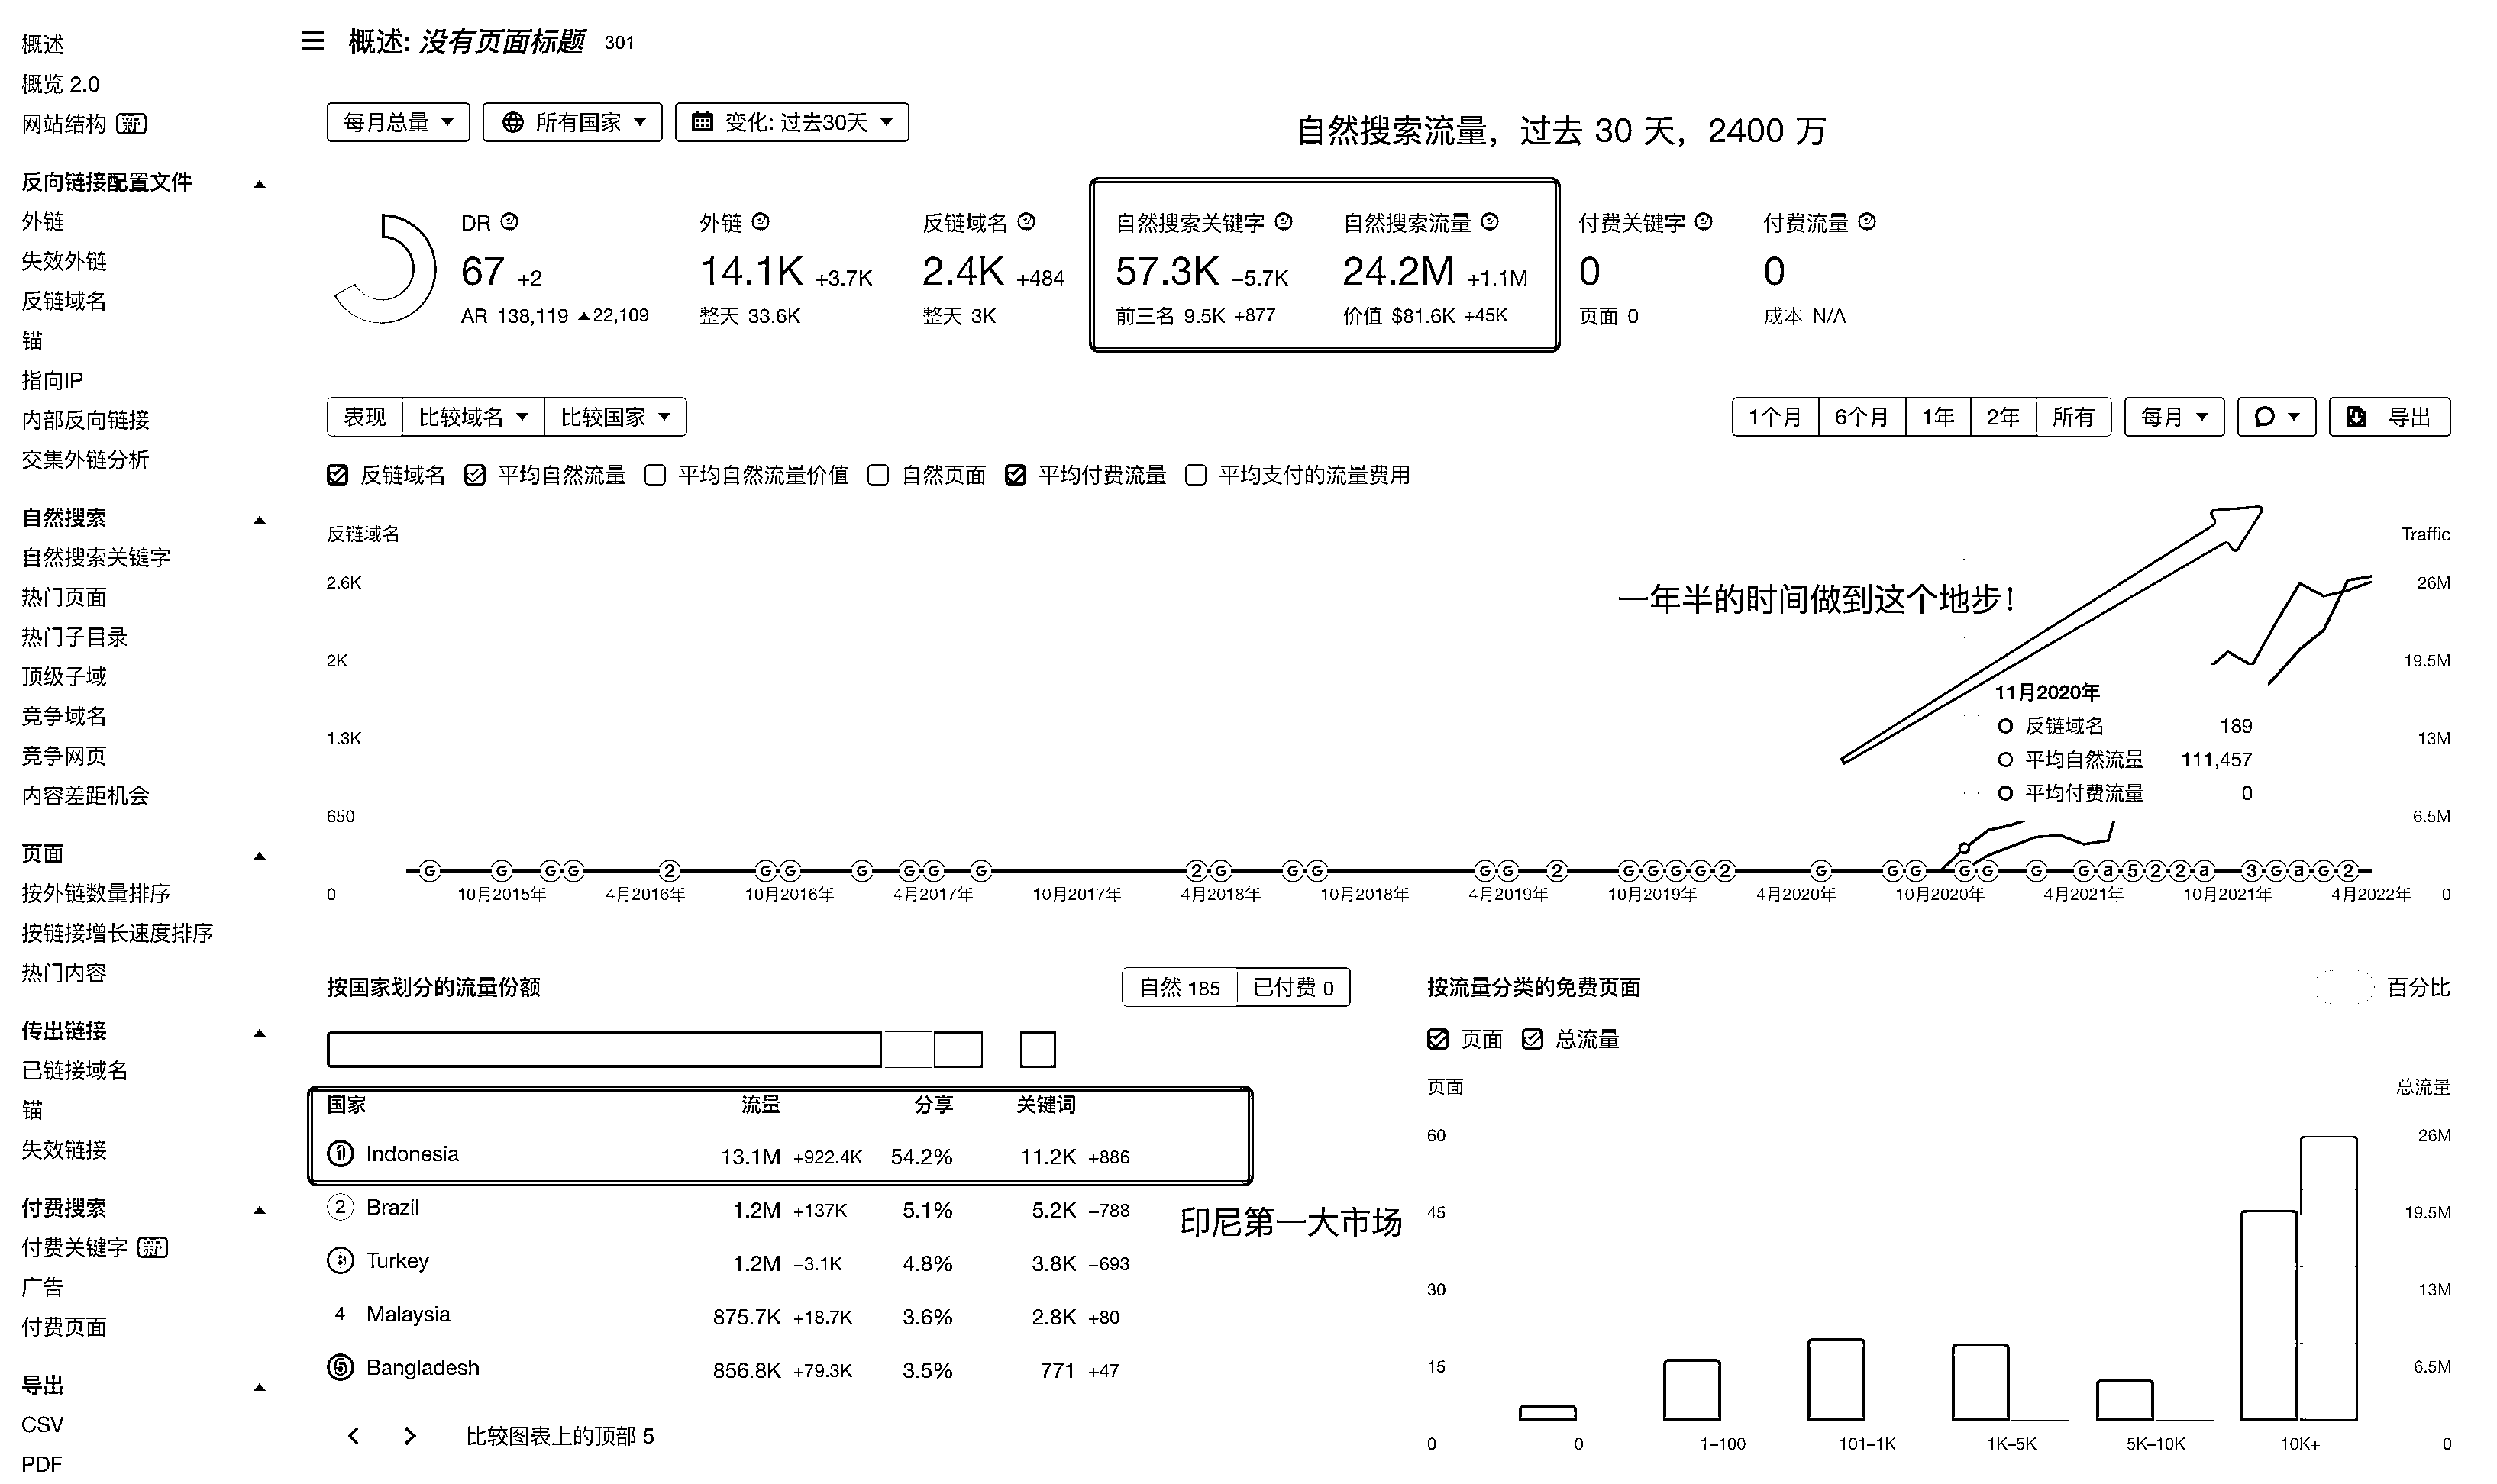 概述
概览 2.0
网站结构 新
反向链接配置文件
外链
失效外链
反链域名
锚
指向IP
内部反向链接
交集外链分析
自然搜索
自然搜索关键字
热门页面
热门子目录
顶级子域
竞争域名
竞争网页
内容差距机会
页面
按外链数量排序
按链接增长速度排序
热门内容
传出链接
已链接域名
锚
失效链接
付费搜索
付费关键字 新
广告
付费页面
导出
CSV
PDF
概述: 没有页面标题 301
每月总量 所有国家 变化: 过去30天
自然搜索流量，过去 30 天，2400 万
DR 外链 反链域名 自然搜索关键字 自然搜索流量 付费关键字 付费流量
67 +2 14.1K +3.7K 2.4K +484 57.3K −5.7K 24.2M +1.1M 0 0
AR 138,119 ▲22,109 整天 33.6K 整天 3K 前三名 9.5K +877 价值 $81.6K +45K 页面 0 成本 N/A
表现 比较域名 比较国家 1个月 6个月 1年 2年 所有 每月 导出
反链域名 平均自然流量 平均自然流量价值 自然页面 平均付费流量 平均支付的流量费用
反链域名 Traffic
2.6K 26M
一年半的时间做到这个地步！
2K 19.5M
11月2020年
反链域名 189
1.3K 13M
平均自然流量 111,457
平均付费流量 0
650 6.5M
G G G G 2 G G G G G G 2 G G G G G 2 G G G G 2 G G G G G G G a 5 2 2 a 3 G a G 2
0 10月2015年 4月2016年 10月2016年 4月2017年 10月2017年 4月2018年 10月2018年 4月2019年 10月2019年 4月2020年 10月2020年 4月2021年 10月2021年 4月2022年 0
按国家划分的流量份额 自然 185 已付费 0
国家 流量 分享 关键词
1 Indonesia 13.1M +922.4K 54.2% 11.2K +886
2 Brazil 1.2M +137K 5.1% 5.2K −788
印尼第一大市场
3 Turkey 1.2M −3.1K 4.8% 3.8K −693
4 Malaysia 875.7K +18.7K 3.6% 2.8K +80
5 Bangladesh 856.8K +79.3K 3.5% 771 +47
比较图表上的顶部 5
按流量分类的免费页面 百分比
页面 总流量
页面 总流量
60 26M
45 19.5M
30 13M
15 6.5M
0 0 1–100 101–1K 1K–5K 5K–10K 10K+ 0